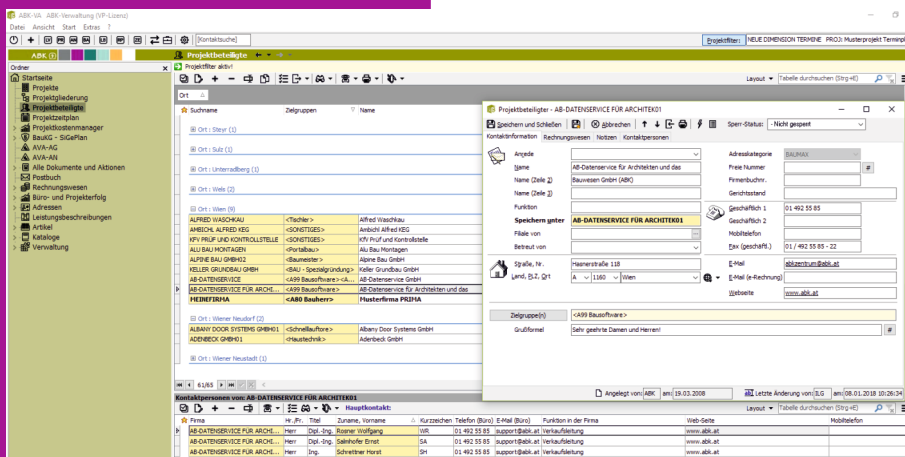 ABK-VA ABK-Verwaltung (VP-Lizenz)
Datei Ansicht Start Extras ?
[Kontaktsuche] Projektfilter: NEUE DIMENSION TERMINE PROJ: Musterprojekt Terminpl
ABK Projektbeteiligte
Ordner
Projektfilter aktiv!
Startseite
Projekte
Projektgliederung
Projektbeteiligte
Projektzeitplan
Projektkostenmanager
BauKG - SiGePlan
AVA-AG
AVA-AN
Alle Dokumente und Aktionen
Postbuch
Rechnungswesen
Büro- und Projekterfolg
Adressen
Leistungsbeschreibungen
Artikel
Kataloge
Verwaltung
Layout Tabelle durchsuchen (Strg+E)
Ort
Suchname Zielgruppen Name
Ort : Steyr (1)
Ort : Sulz (1)
Ort : Unterradlberg (1)
Ort : Wels (2)
Ort : Wien (9)
ALFRED WASCHKAU <Tischler> Alfred Waschkau
AMBICHL ALFRED KEG <SONSTIGES> Ambichl Alfred KEG
KFV PRÜF UND KONTROLLSTELLE <SONSTIGES> KfV Prüf und Kontrollstelle
ALU BAU MONTAGEN <Portalbau> Alu Bau Montagen
ALPINE BAU GMBH02 <Baumeister> Alpine Bau GmbH
KELLER GRUNDBAU GMBH <BAU - Spezialgründung> Keller Grundbau GmbH
AB-DATENSERVICE <A99 Bausoftware><A... AB-Datenservice GmbH
AB-DATENSERVICE FÜR ARCHI... <A99 Bausoftware> AB-Datenservice für Architekten und das
MEINEFIRMA <A80 Bauherr> Musterfirma PRIMA
Ort : Wiener Neudorf (2)
ALBANY DOOR SYSTEMS GMBH01 <Schnelllauftore> Albany Door Systems GmbH
ADENBECK GMBH01 <Haustechnik> Adenbeck GmbH
Ort : Wiener Neustadt (1)
61/65
Projektbeteiligter - AB-DATENSERVICE FÜR ARCHITEK01
Speichern und Schließen Abbrechen Sperr-Status: - Nicht gesperrt
Kontaktinformation Rechnungswesen Notizen Kontaktpersonen
Anrede Adresskategorie BAUMAX
Name AB-Datenservice für Architekten und das Freie Nummer #
Name (Zeile 2) Bauwesen GmbH (ABK) Firmenbuchnr.
Name (Zeile 3) Gerichtsstand
Funktion Geschäftlich 1 01 492 55 85
Speichern unter AB-DATENSERVICE FÜR ARCHITEK01 Geschäftlich 2
Filiale von Mobiltelefon
Betreut von Fax (geschäftl.) 01 / 492 55 85 - 22
Straße, Nr. Hasnerstraße 118 E-Mail abkzentrum@abk.at
Land, PLZ, Ort A 1160 Wien E-Mail (e-Rechnung)
Webseite www.abk.at
Zielgruppe(n) <A99 Bausoftware>
Grußformel Sehr geehrte Damen und Herren! #
Angelegt von: ABK am: 19.03.2008 Letzte Änderung von: ILG am: 08.01.2018 10:26:34
Kontaktpersonen von: AB-DATENSERVICE FÜR ARCHITEK01
Hauptkontakt: Layout Tabelle durchsuchen (Strg+E)
Firma Hr./Fr. Titel Zuname, Vorname Kurzzeichen Telefon (Büro) E-Mail (Büro) Funktion in der Firma Web-Seite Mobiltelefon
AB-DATENSERVICE FÜR ARCHI... Herr Dipl.-Ing. Rosner Wolfgang WR 01 492 55 85 support@abk.at Verkaufsleitung www.abk.at
AB-DATENSERVICE FÜR ARCHI... Herr Dipl.-Ing. Salmhofer Ernst SA 01 492 55 85 support@abk.at Verkaufsleitung www.abk.at
AB-DATENSERVICE FÜR ARCHI... Herr Ing. Schrettner Horst SH 01 492 55 85 support@abk.at Verkaufsleitung www.abk.at